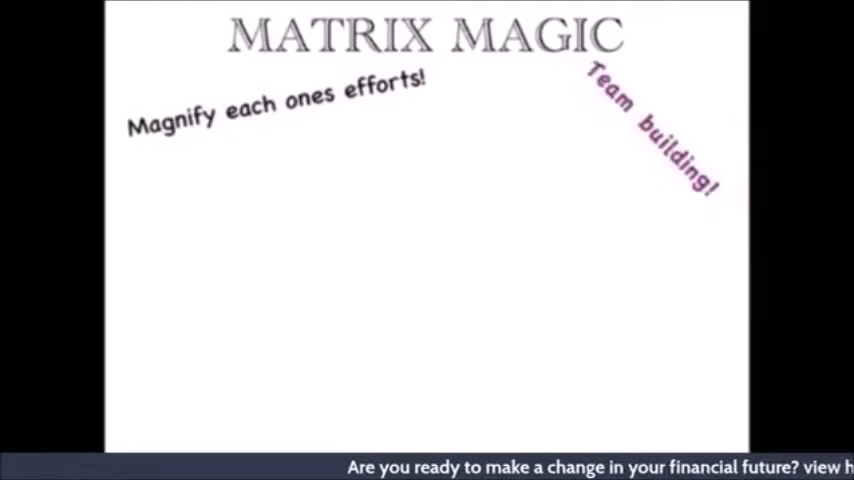 MATRIX MAGIC
Magnify each ones efforts!
Team building!
Are you ready to make a change in your financial future? view